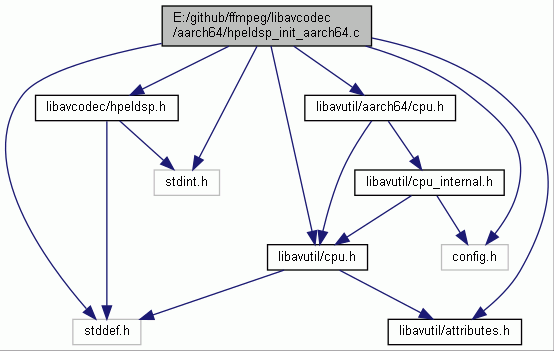 E:/github/ffmpeg/libavcodec
/aarch64/hpeldsp_init_aarch64.c
libavcodec/hpeldsp.h
libavutil/aarch64/cpu.h
stdint.h
libavutil/cpu_internal.h
libavutil/cpu.h
config.h
stddef.h
libavutil/attributes.h